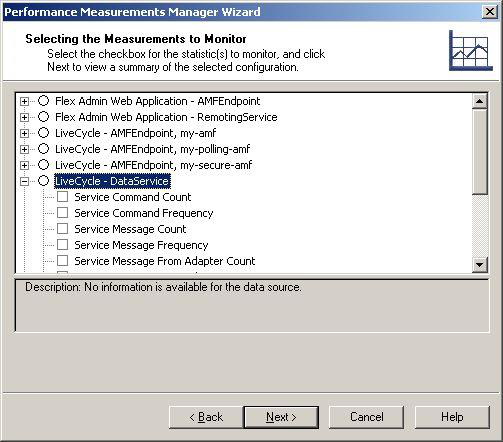 Performance Measurements Manager Wizard
Selecting the Measurements to Monitor
Select the checkbox for the statistic(s) to monitor, and click
Next to view a summary of the selected configuration.
Flex Admin Web Application - AMFEndpoint
Flex Admin Web Application - RemotingService
LiveCycle - AMFEndpoint, my-amf
LiveCycle - AMFEndpoint, my-polling-amf
LiveCycle - AMFEndpoint, my-secure-amf
LiveCycle - DataService
Service Command Count
Service Command Frequency
Service Message Count
Service Message Frequency
Service Message From Adapter Count
Description: No information is available for the data source.
< Back
Next >
Cancel
Help